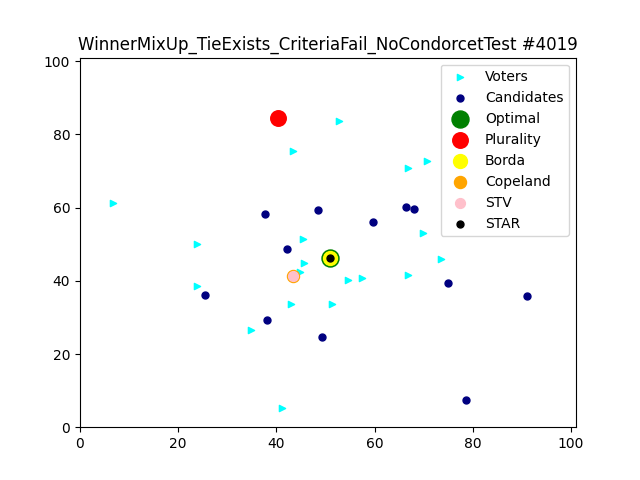 WinnerMixUp_TieExists_CriteriaFail_NoCondorcetTest #4019
100
80
60
40
20
0
0 20 40 60 80 100
Voters
Candidates
Optimal
Plurality
Borda
Copeland
STV
STAR